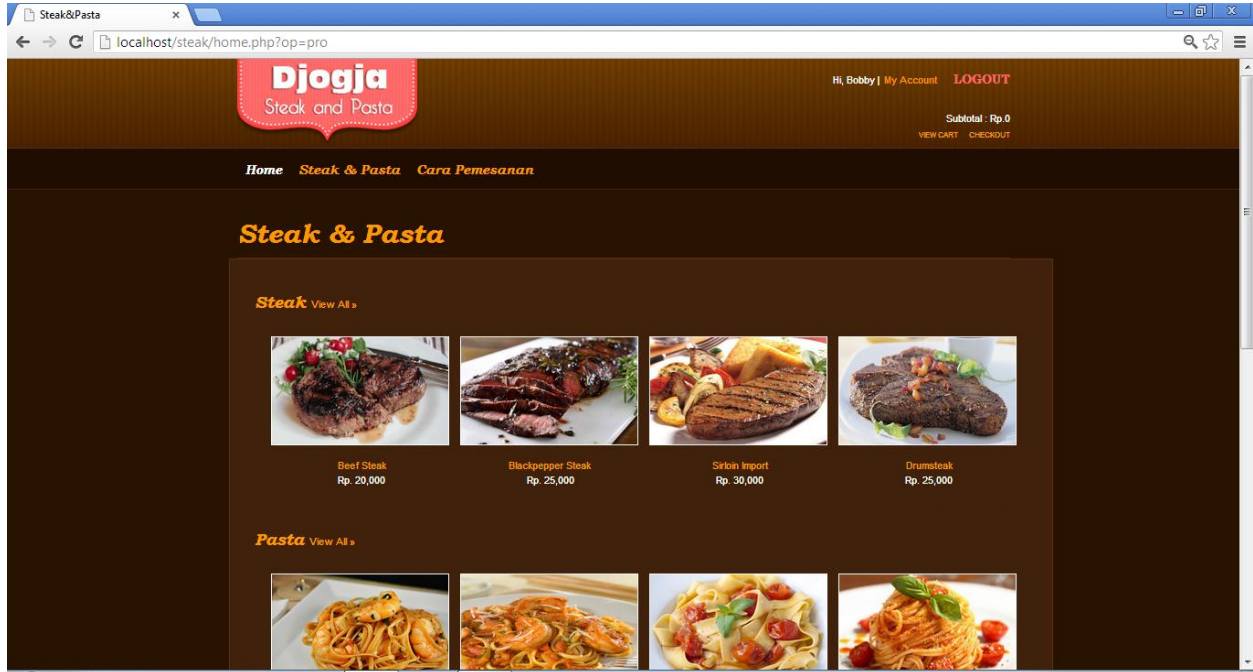 Steak&Pasta
localhost/steak/home.php?op=pro
Djogja
Steak and Pasta
Hi, Bobby | My Account LOGOUT
Subtotal : Rp.0
VIEW CART CHECKOUT
Home Steak & Pasta Cara Pemesanan
Steak & Pasta
Steak View All »
Beef Steak Blackpepper Steak Sirloin Import Drumsteak
Rp. 20,000 Rp. 25,000 Rp. 30,000 Rp. 25,000
Pasta View All »